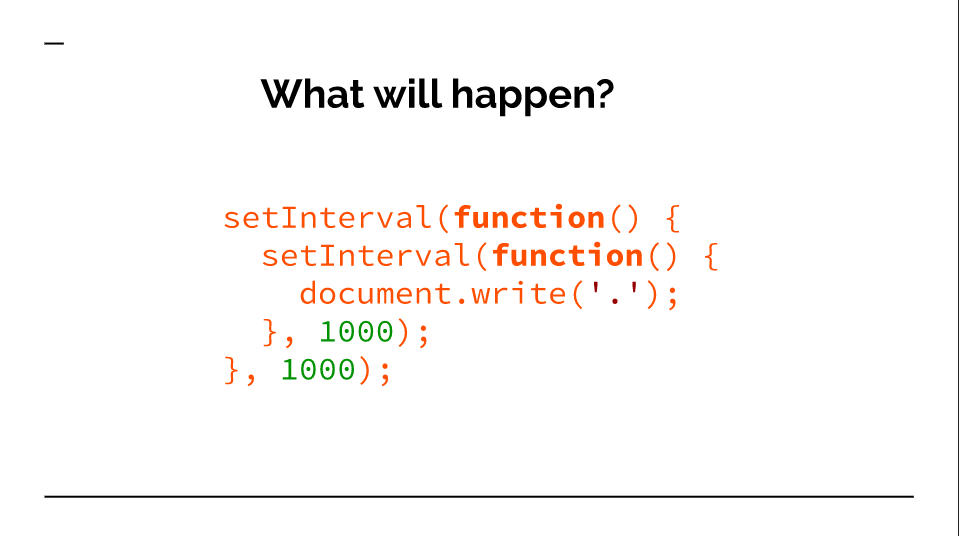 What will happen?
setInterval(function() {
  setInterval(function() {
    document.write('.');
  }, 1000);
}, 1000);